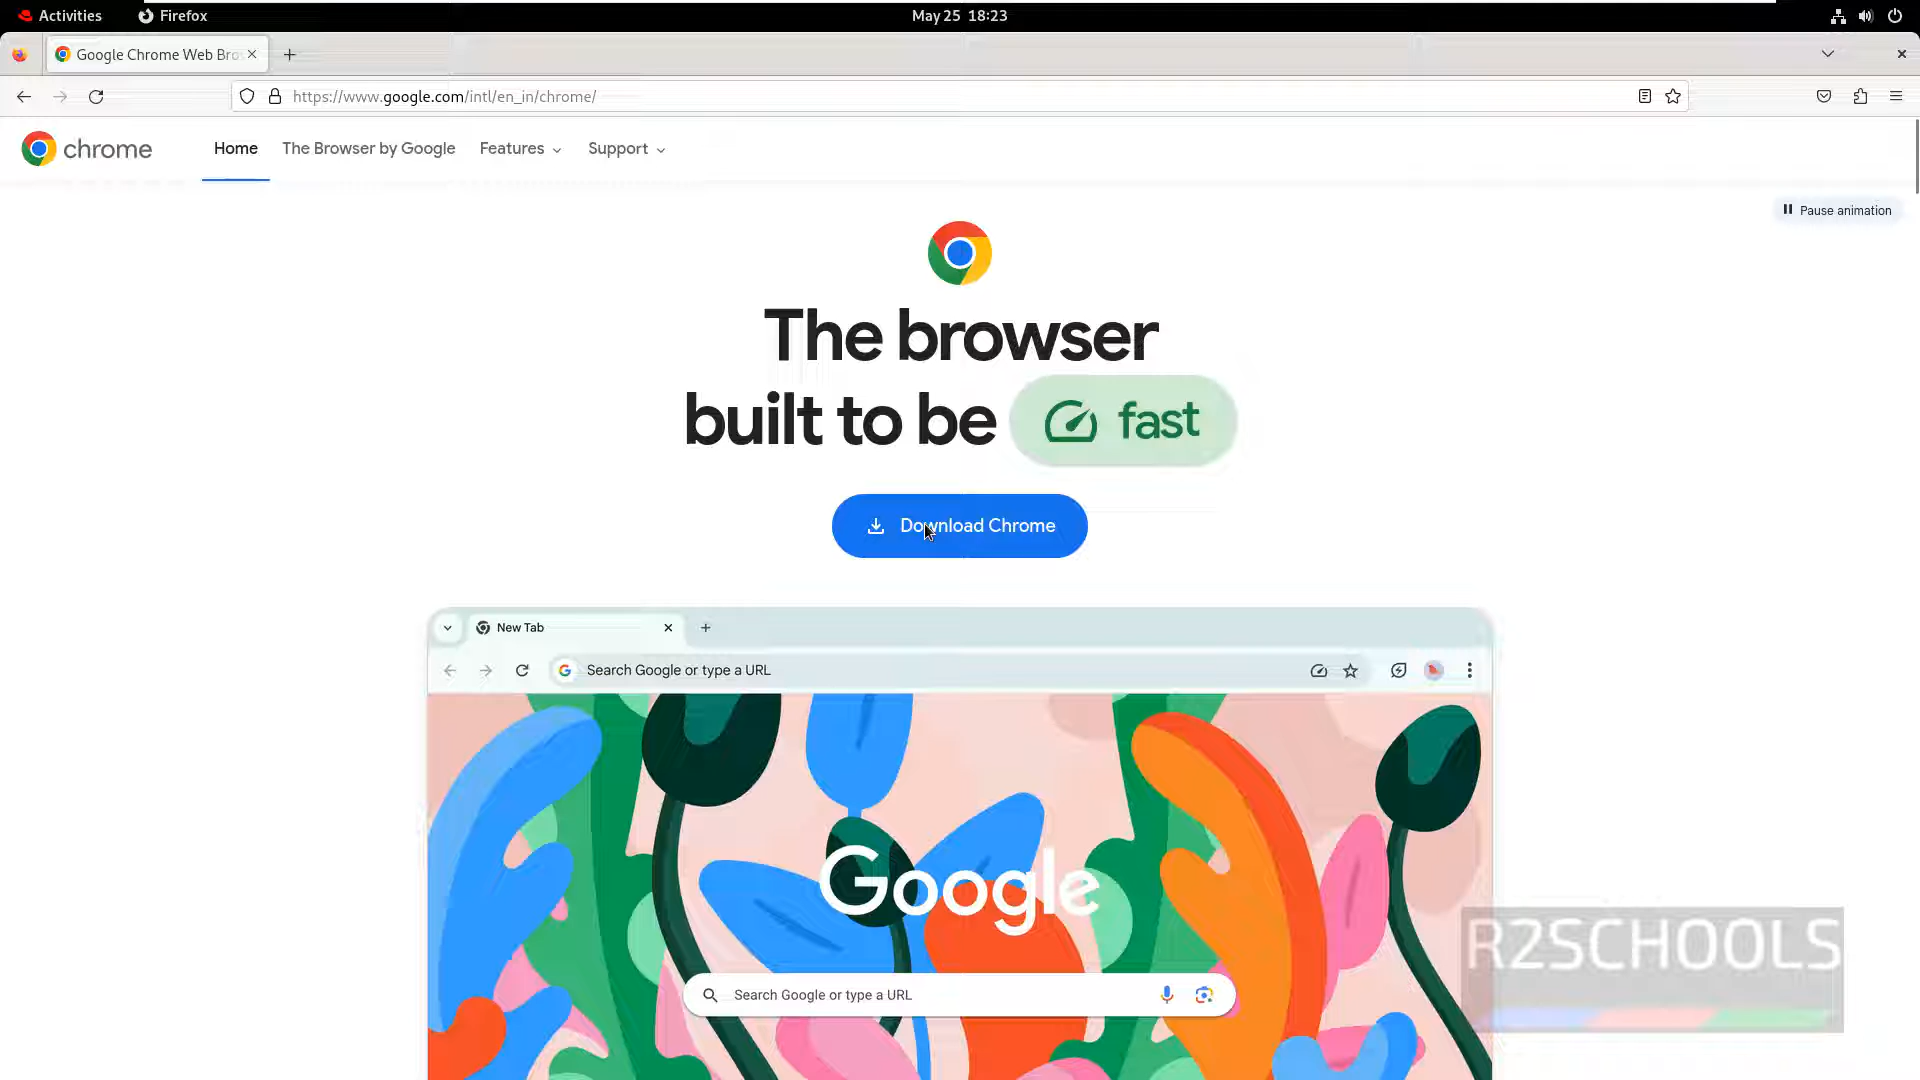 Activities
Firefox
May 25 18:23
Google Chrome Web Bro
https://www.google.com/intl/en_in/chrome/
chrome
Home
The Browser by Google
Features
Support
Pause animation
The browser
built to be fast
Download Chrome
New Tab
Search Google or type a URL
Google
Search Google or type a URL
R2SCHOOLS